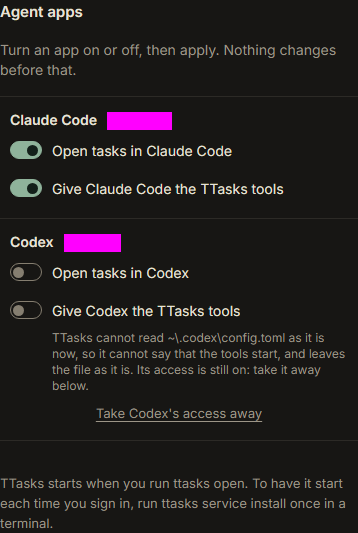 Agent apps
Turn an app on or off, then apply. Nothing changes
before that.
Claude Code
Open tasks in Claude Code
Give Claude Code the TTasks tools
Codex
Open tasks in Codex
Give Codex the TTasks tools
TTasks cannot read ~\.codex\config.toml as it is
now, so it cannot say that the tools start, and leaves
the file as it is. Its access is still on: take it away
below.
Take Codex's access away
TTasks starts when you run ttasks open. To have it start
each time you sign in, run ttasks service install once in a
terminal.